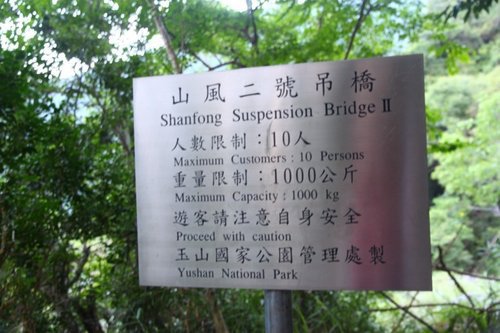 山風二號吊橋
Shanfong Suspension Bridge II
人數限制：10人
Maximum Customers : 10 Persons
重量限制：1000公斤
Maximum Capacity : 1000 kg
遊客請注意自身安全
Proceed with caution
玉山國家公園管理處製
Yushan National Park